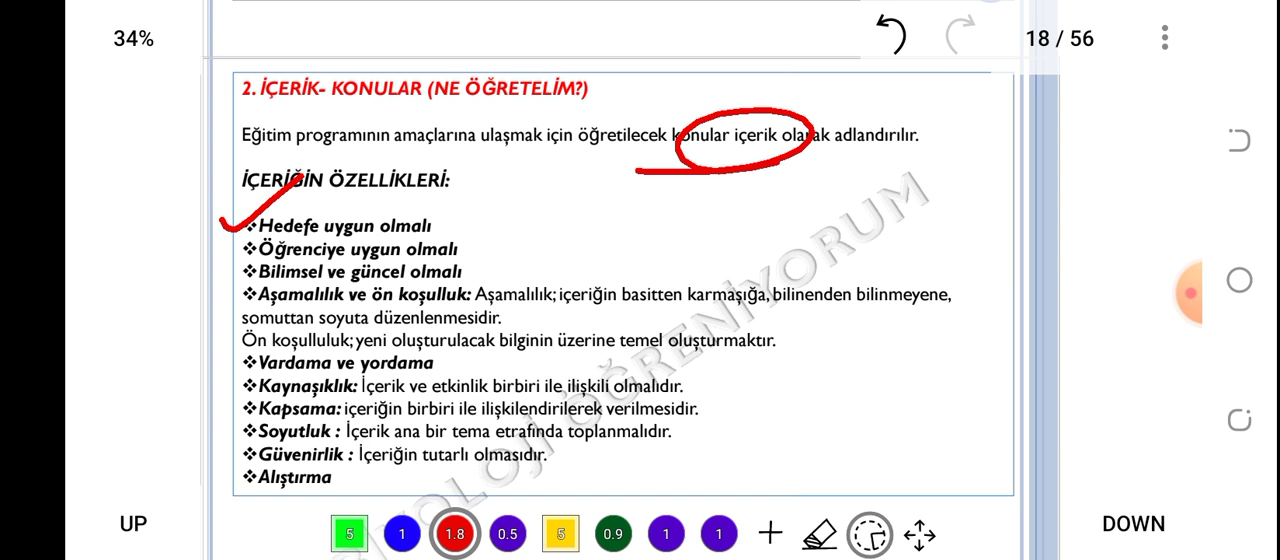 34%
18 / 56
2. İÇERİK- KONULAR (NE ÖĞRETELİM?)
Eğitim programının amaçlarına ulaşmak için öğretilecek konular içerik olarak adlandırılır.
İÇERİĞİN ÖZELLİKLERİ:
❖Hedefe uygun olmalı
❖Öğrenciye uygun olmalı
❖Bilimsel ve güncel olmalı
❖Aşamalılık ve ön koşulluk: Aşamalılık; içeriğin basitten karmaşığa, bilinenden bilinmeyene,
somuttan soyuta düzenlenmesidir.
Ön koşulluluk; yeni oluşturulacak bilginin üzerine temel oluşturmaktır.
❖Vardama ve yordama
❖Kaynaşıklık: İçerik ve etkinlik birbiri ile ilişkili olmalıdır.
❖Kapsama: içeriğin birbiri ile ilişkilendirilerek verilmesidir.
❖Soyutluk : İçerik ana bir tema etrafında toplanmalıdır.
❖Güvenirlik : İçeriğin tutarlı olmasıdır.
❖Alıştırma
ÖĞRENİYORUM
UP
5 1 1.8 0.5 5 0.9 1 1
DOWN